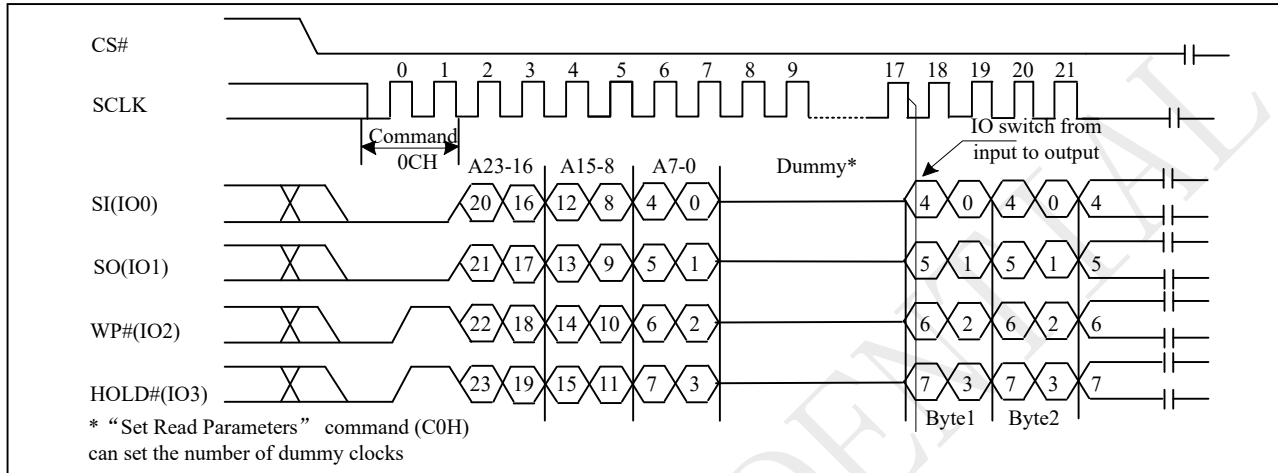 CS#
0 1 2 3 4 5 6 7 8 9 17 18 19 20 21
SCLK
Command
0CH
IO switch from
input to output
A23-16 A15-8 A7-0 Dummy*
SI(IO0) 20 16 12 8 4 0 4 0 4 0 4
SO(IO1) 21 17 13 9 5 1 5 1 5 1 5
WP#(IO2) 22 18 14 10 6 2 6 2 6 2 6
HOLD#(IO3) 23 19 15 11 7 3 7 3 7 3 7
Byte1 Byte2
* “Set Read Parameters” command (C0H)
can set the number of dummy clocks